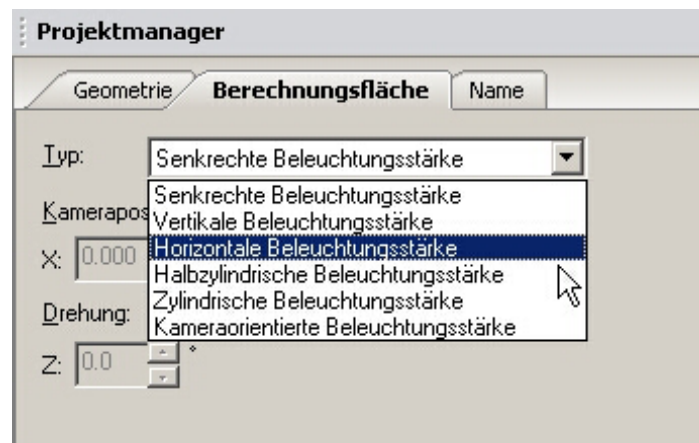 Projektmanager
Geometrie Berechnungsfläche Name
Typ: Senkrechte Beleuchtungsstärke
Senkrechte Beleuchtungsstärke
Vertikale Beleuchtungsstärke
Horizontale Beleuchtungsstärke
Halbzylindrische Beleuchtungsstärke
Zylindrische Beleuchtungsstärke
Kameraorientierte Beleuchtungsstärke
Kamerapos
X: 0.000
Drehung:
Z: 0.0 °